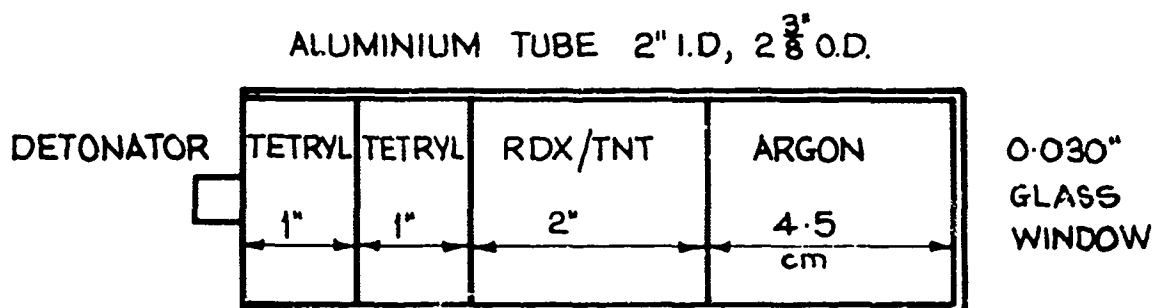 ALUMINIUM TUBE 2" I.D, 2 3/8" O.D.
DETONATOR TETRYL TETRYL RDX/TNT ARGON 0·030"
GLASS
1" 1" 2" 4·5 WINDOW
cm